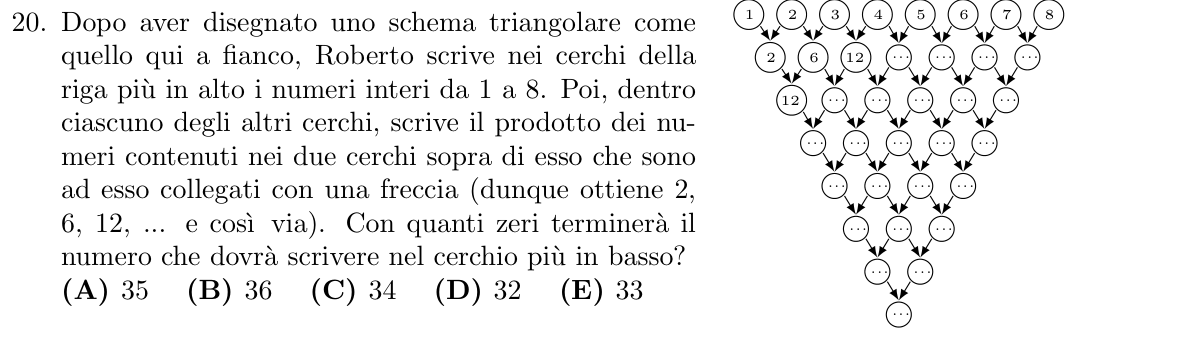 20. Dopo aver disegnato uno schema triangolare come
quello qui a fianco, Roberto scrive nei cerchi della
riga più in alto i numeri interi da 1 a 8. Poi, dentro
ciascuno degli altri cerchi, scrive il prodotto dei nu-
meri contenuti nei due cerchi sopra di esso che sono
ad esso collegati con una freccia (dunque ottiene 2,
6, 12, ... e così via). Con quanti zeri terminerà il
numero che dovrà scrivere nel cerchio più in basso?
(A) 35 (B) 36 (C) 34 (D) 32 (E) 33
1 2 3 4 5 6 7 8
2 6 12 ... ... ... ...
12 ... ... ... ... ...
... ... ... ... ...
... ... ... ...
... ... ...
... ...
...